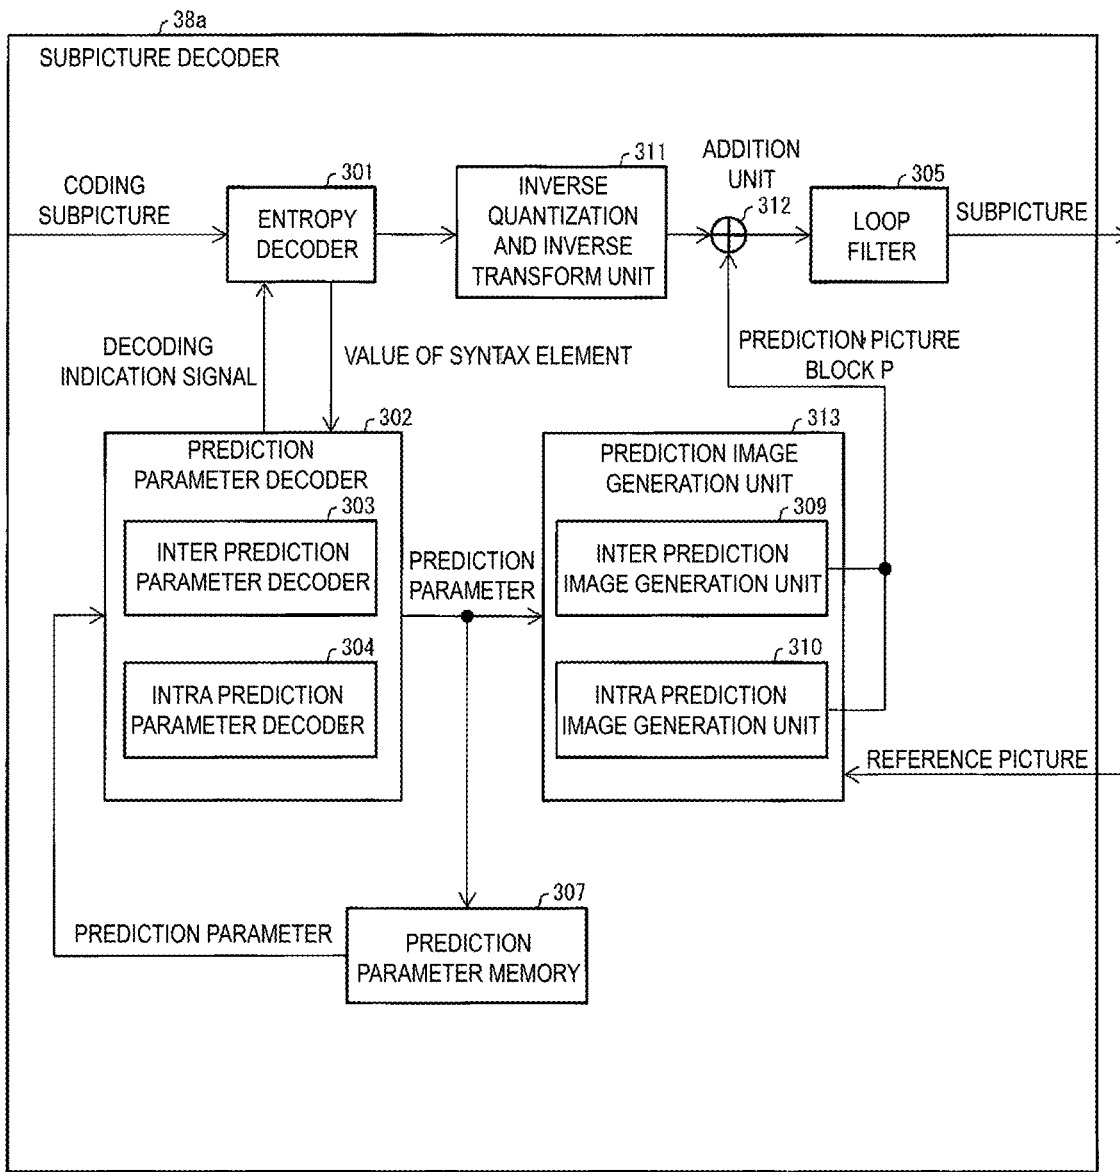 38a
SUBPICTURE DECODER
CODING
SUBPICTURE
301
ENTROPY
DECODER
311
INVERSE
QUANTIZATION
AND INVERSE
TRANSFORM UNIT
ADDITION
UNIT
312
305
LOOP
FILTER
SUBPICTURE
DECODING
INDICATION SIGNAL
VALUE OF SYNTAX ELEMENT
PREDICTION PICTURE
BLOCK P
302
PREDICTION
PARAMETER DECODER
303
INTER PREDICTION
PARAMETER DECODER
304
INTRA PREDICTION
PARAMETER DECODER
PREDICTION
PARAMETER
313
PREDICTION IMAGE
GENERATION UNIT
309
INTER PREDICTION
IMAGE GENERATION UNIT
310
INTRA PREDICTION
IMAGE GENERATION UNIT
REFERENCE PICTURE
307
PREDICTION
PARAMETER MEMORY
PREDICTION PARAMETER